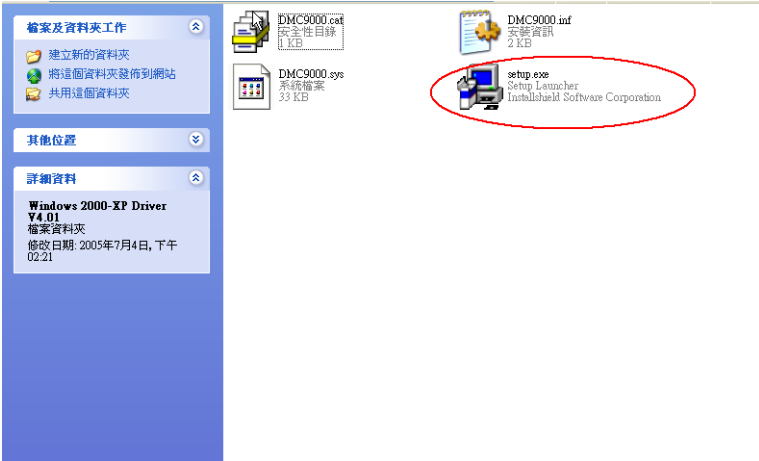 檔案及資料夾工作
建立新的資料夾
將這個資料夾發佈到網站
共用這個資料夾
其他位置
詳細資料
Windows 2000-XP Driver
V4.01
檔案資料夾
修改日期: 2005年7月4日, 下午
02:21
DMC9000.cat
安全性目錄
1 KB
DMC9000.inf
安裝資訊
2 KB
DMC9000.sys
系統檔案
33 KB
setup.exe
Setup Launcher
Installshield Software Corporation